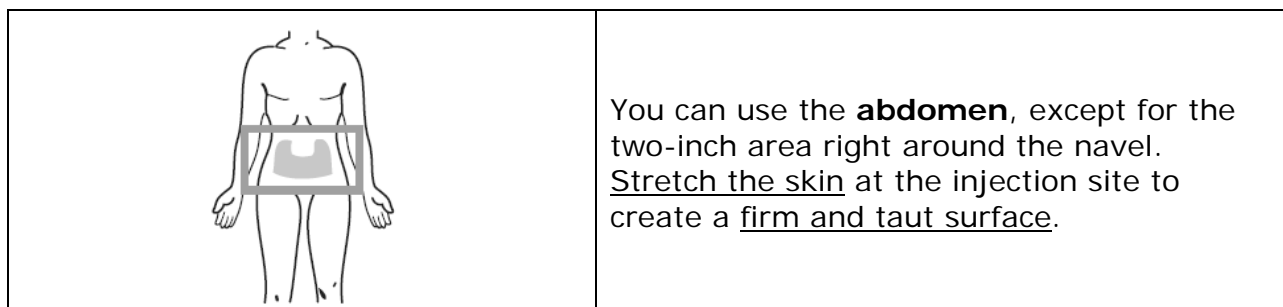 You can use the abdomen, except for the
two-inch area right around the navel.
Stretch the skin at the injection site to
create a firm and taut surface.